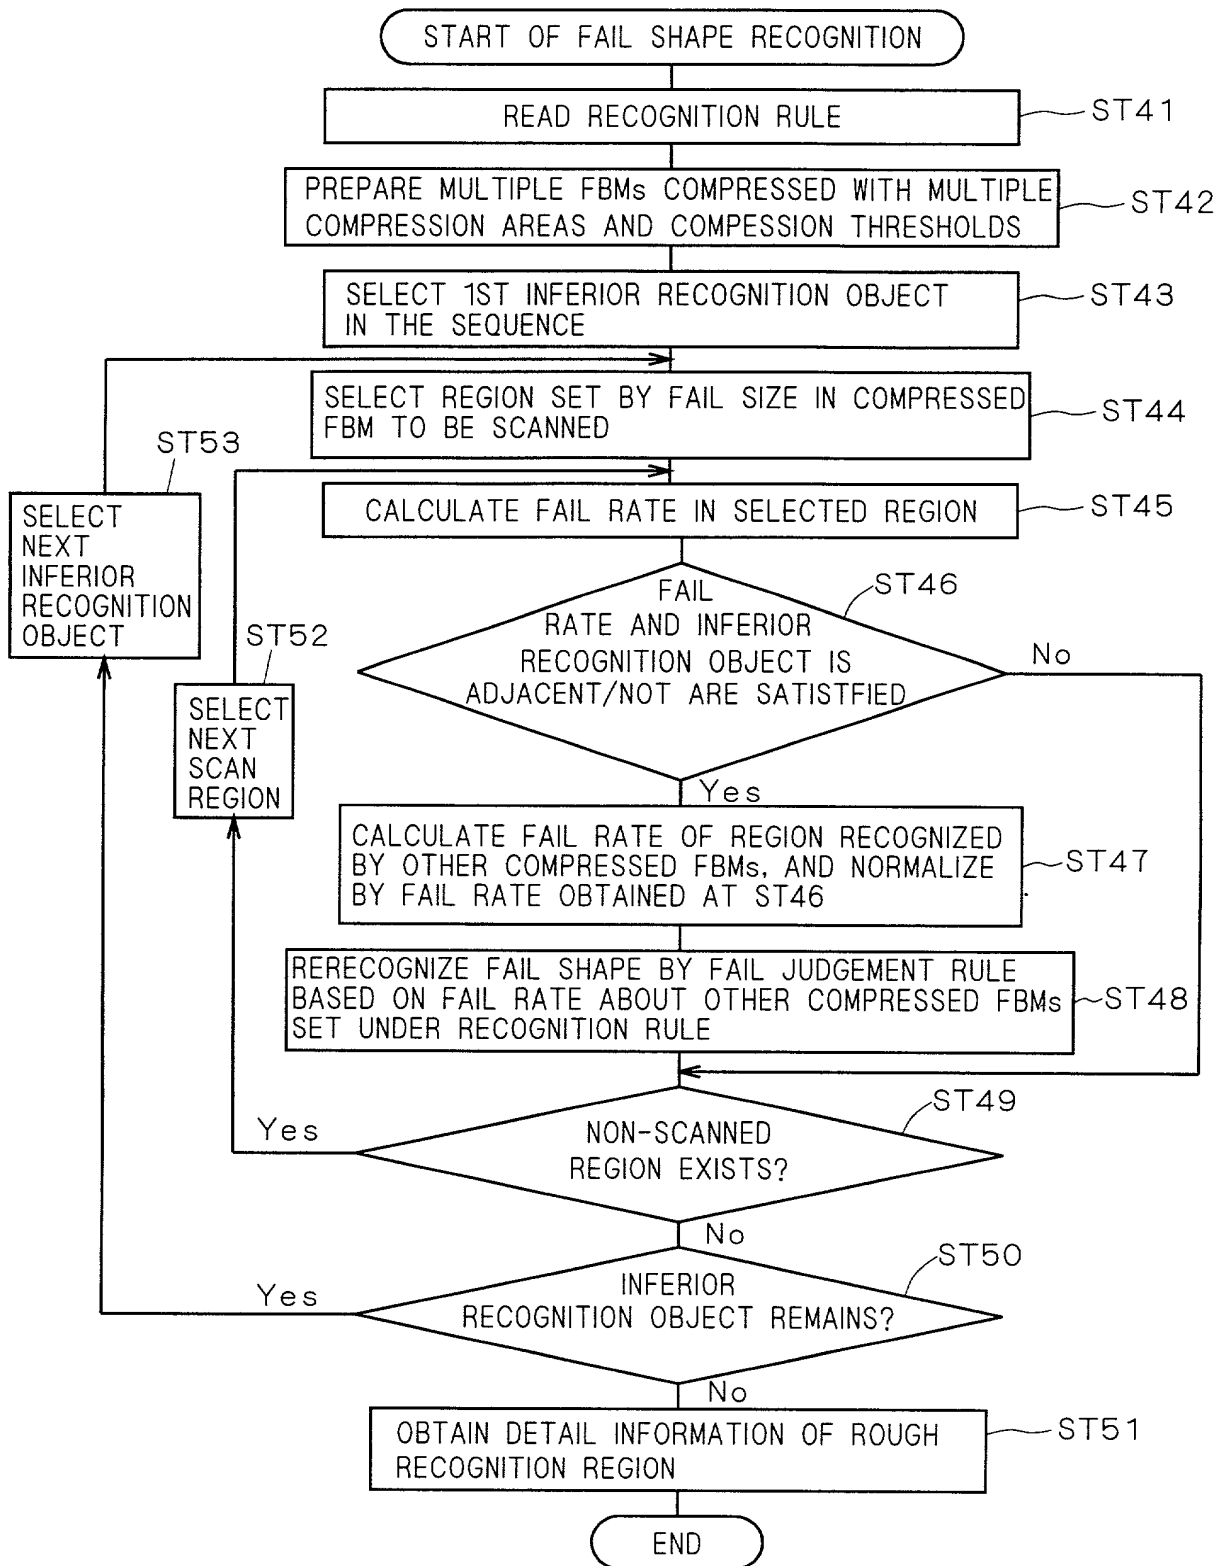 START OF FAIL SHAPE RECOGNITION
READ RECOGNITION RULE
ST41
PREPARE MULTIPLE FBMs COMPRESSED WITH MULTIPLE
COMPRESSION AREAS AND COMPESSION THRESHOLDS
ST42
SELECT 1ST INFERIOR RECOGNITION OBJECT
IN THE SEQUENCE
ST43
SELECT REGION SET BY FAIL SIZE IN COMPRESSED
FBM TO BE SCANNED
ST44
ST53
SELECT
NEXT
INFERIOR
RECOGNITION
OBJECT
CALCULATE FAIL RATE IN SELECTED REGION
ST45
ST52
SELECT
NEXT
SCAN
REGION
FAIL
RATE AND INFERIOR
RECOGNITION OBJECT IS
ADJACENT/NOT ARE SATISTFIED
ST46
No
Yes
CALCULATE FAIL RATE OF REGION RECOGNIZED
BY OTHER COMPRESSED FBMs, AND NORMALIZE
BY FAIL RATE OBTAINED AT ST46
ST47
RERECOGNIZE FAIL SHAPE BY FAIL JUDGEMENT RULE
BASED ON FAIL RATE ABOUT OTHER COMPRESSED FBMs
SET UNDER RECOGNITION RULE
ST48
NON-SCANNED
REGION EXISTS?
ST49
Yes
No
INFERIOR
RECOGNITION OBJECT REMAINS?
ST50
Yes
No
OBTAIN DETAIL INFORMATION OF ROUGH
RECOGNITION REGION
ST51
END